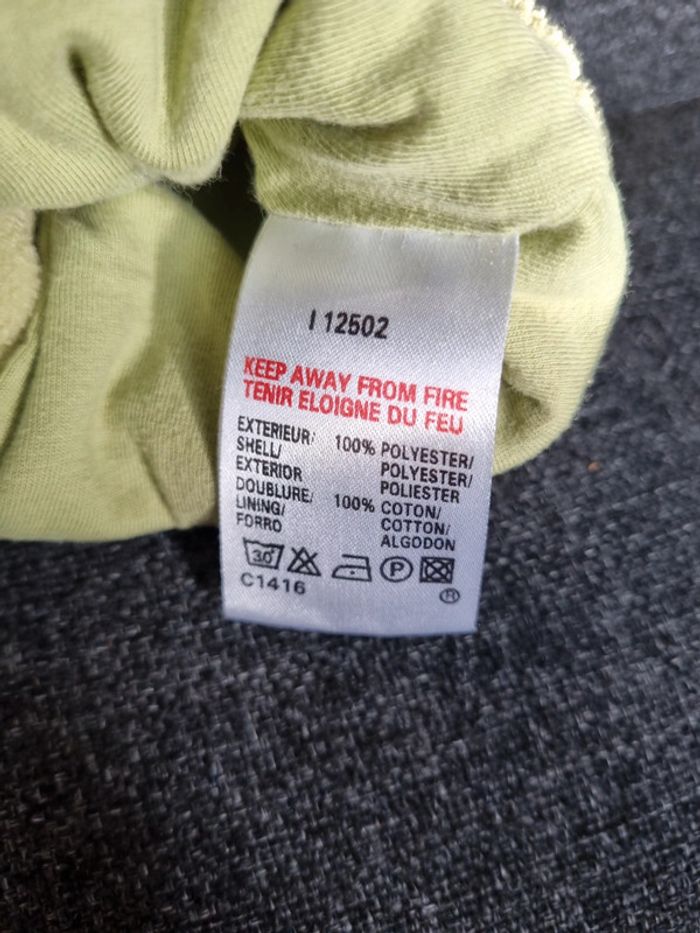 I 12502
KEEP AWAY FROM FIRE
TENIR ELOIGNE DU FEU
EXTERIEUR/ 100% POLYESTER/
SHELL/ POLYESTER/
EXTERIOR POLIESTER
DOUBLURE/ 100% COTON/
LINING/ COTTON/
FORRO ALGODON
30° P
C1416 ®